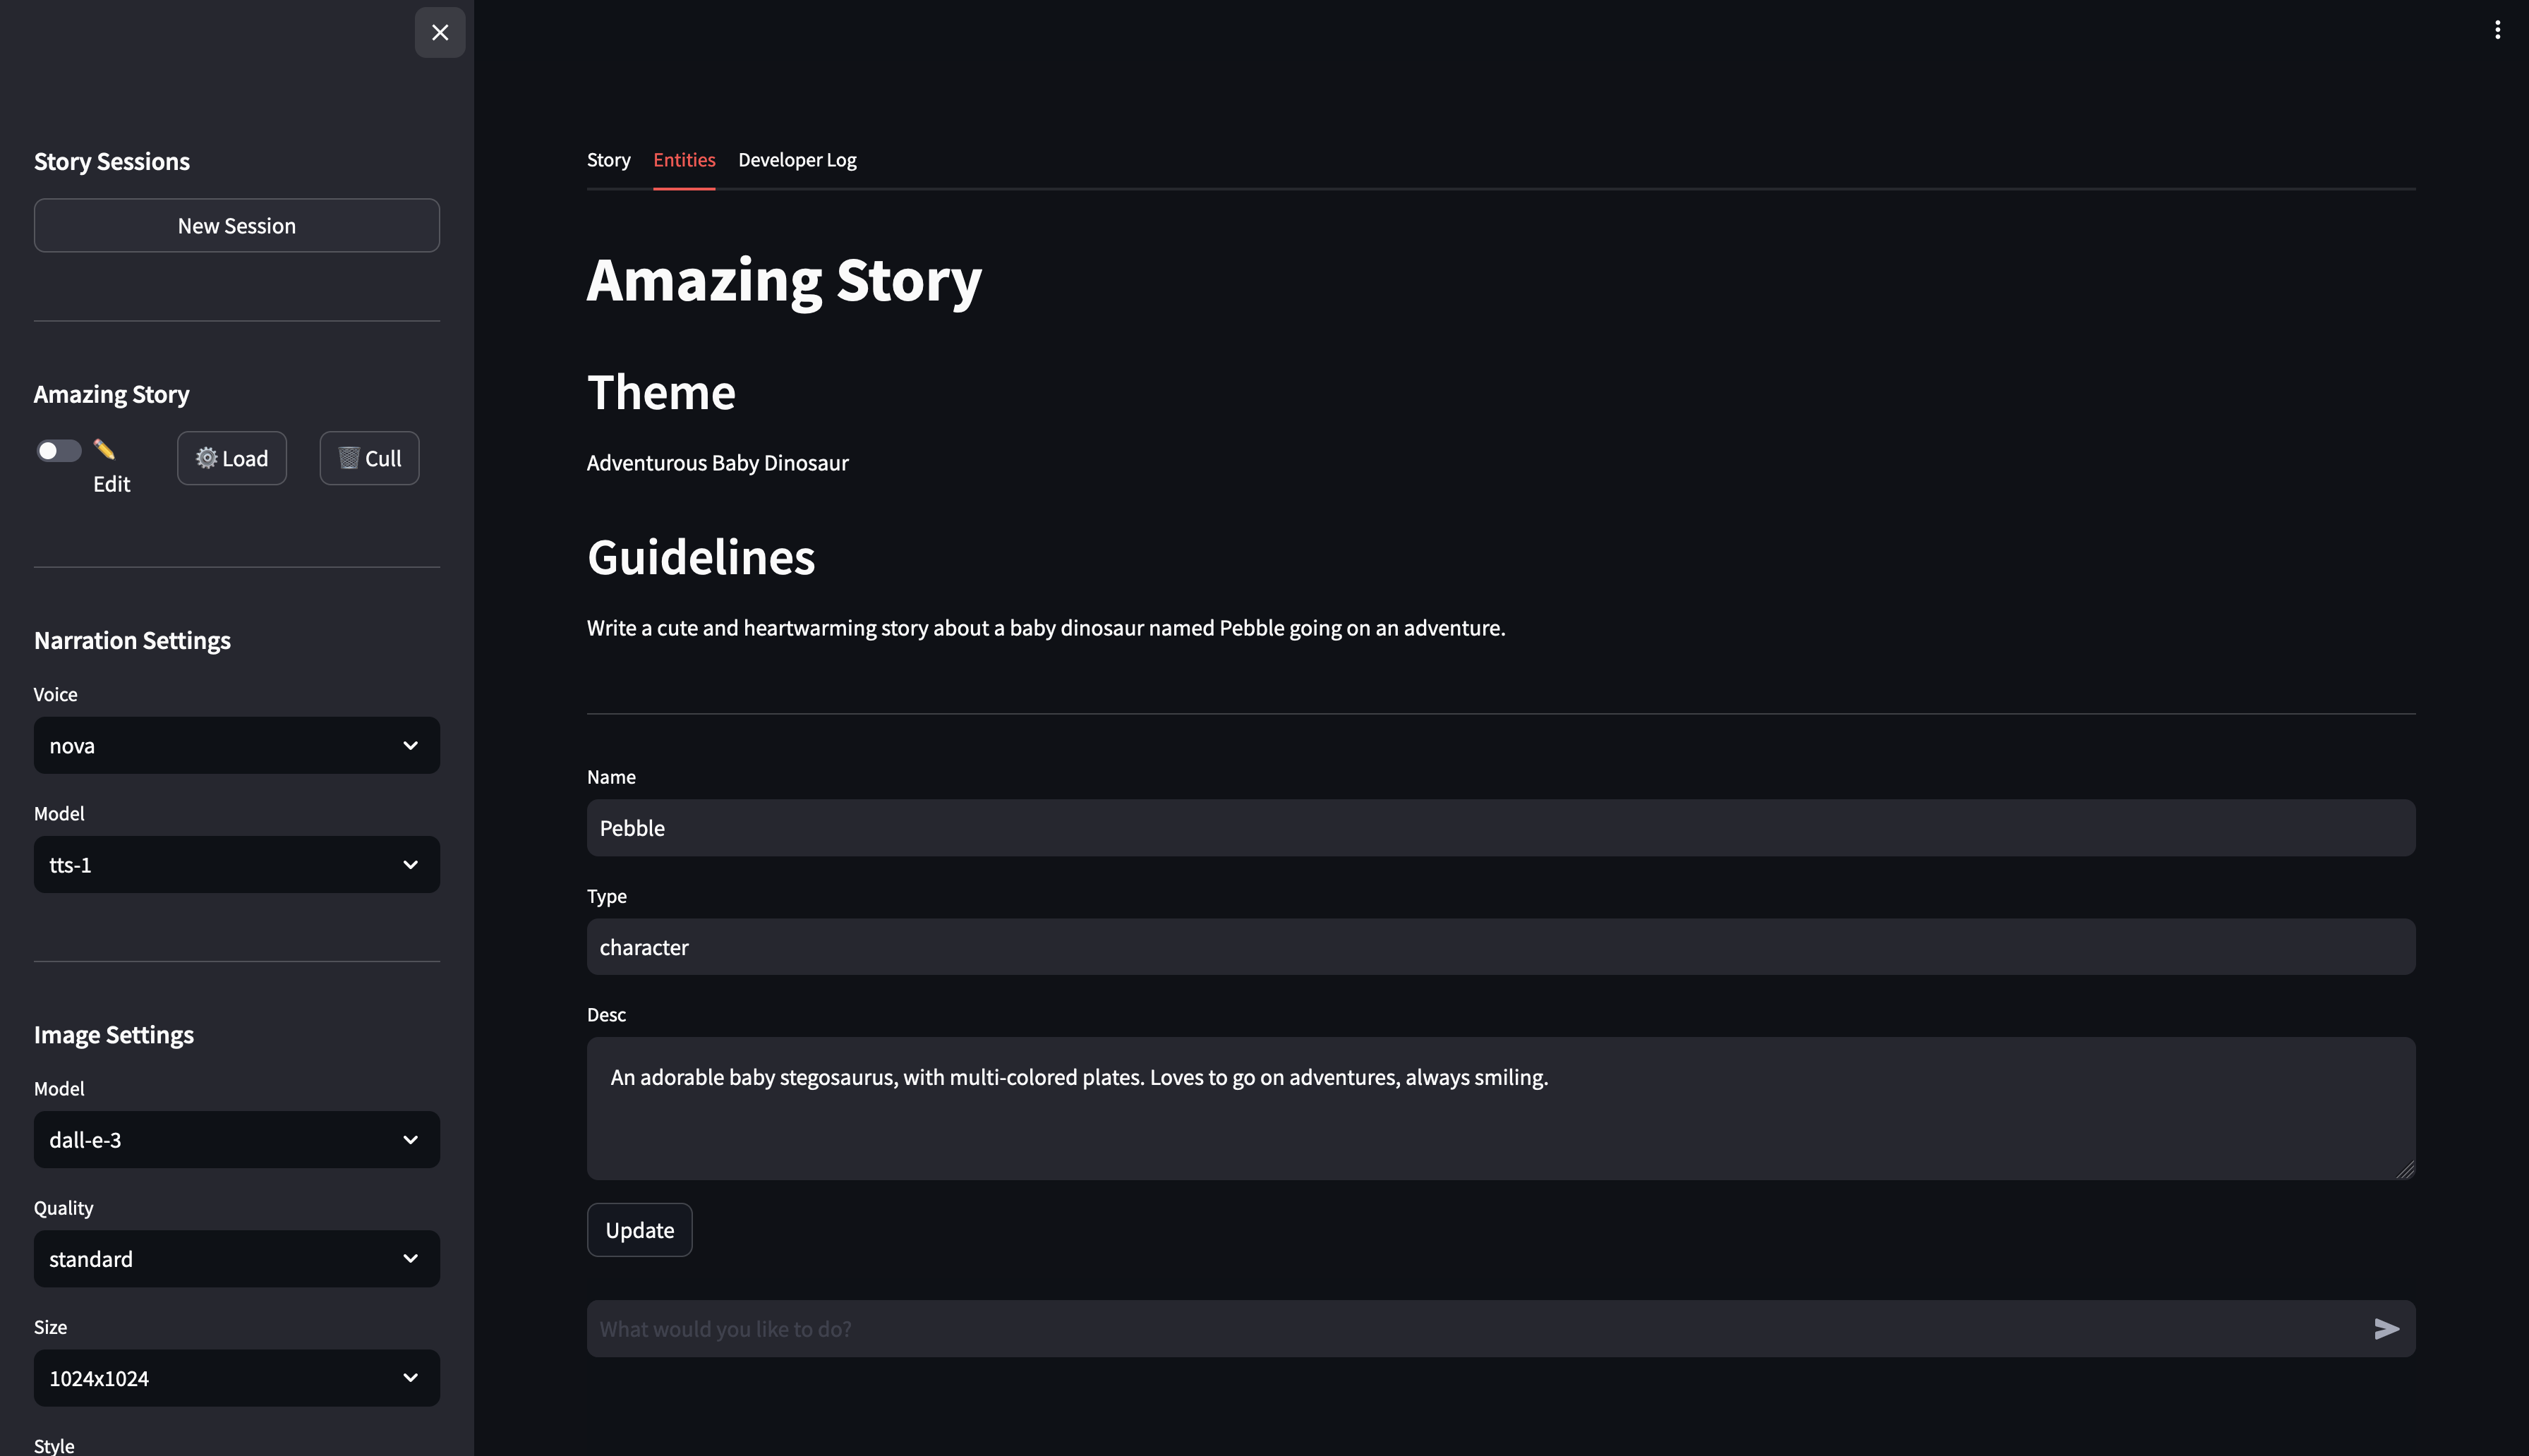 Story Sessions
New Session
Amazing Story
Edit
Load
Cull
Narration Settings
Voice
nova
Model
tts-1
Image Settings
Model
dall-e-3
Quality
standard
Size
1024x1024
Style
Story Entities Developer Log
Amazing Story
Theme
Adventurous Baby Dinosaur
Guidelines
Write a cute and heartwarming story about a baby dinosaur named Pebble going on an adventure.
Name
Pebble
Type
character
Desc
An adorable baby stegosaurus, with multi-colored plates. Loves to go on adventures, always smiling.
Update
What would you like to do?